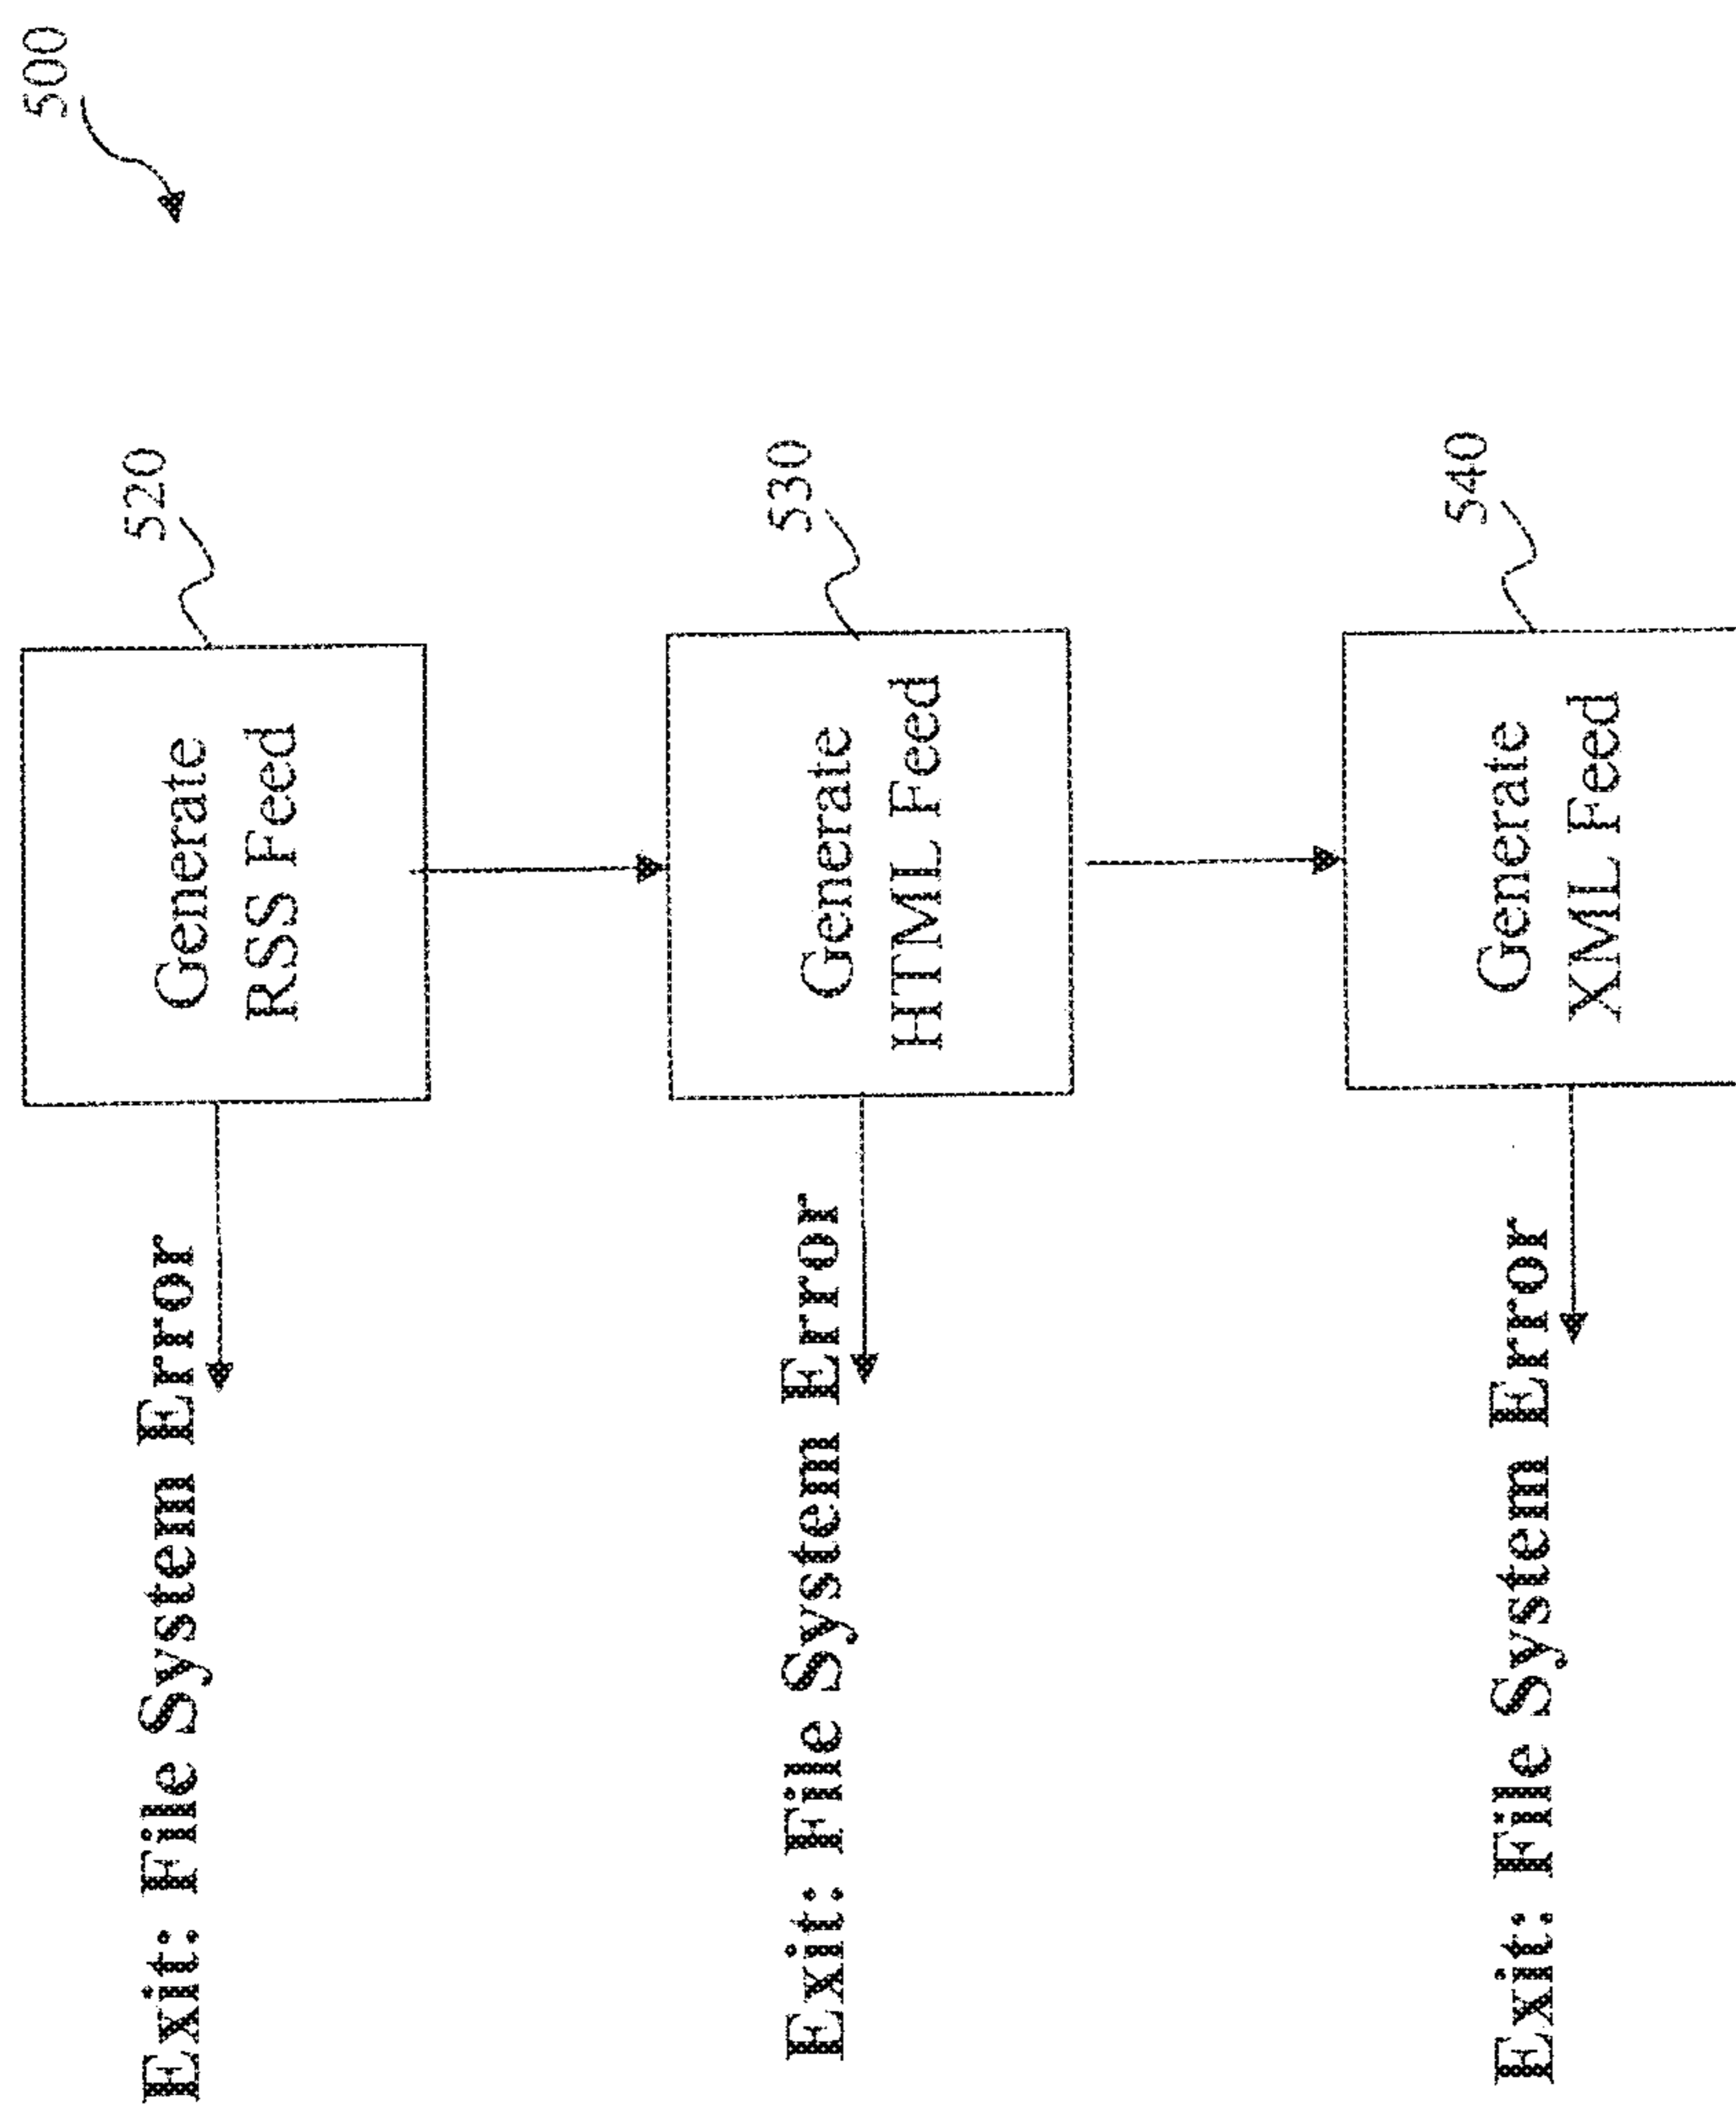 500
520
Generate
RSS Feed
Exit: File System Error
530
Generate
HTML Feed
Exit: File System Error
540
Generate
XML Feed
Exit: File System Error